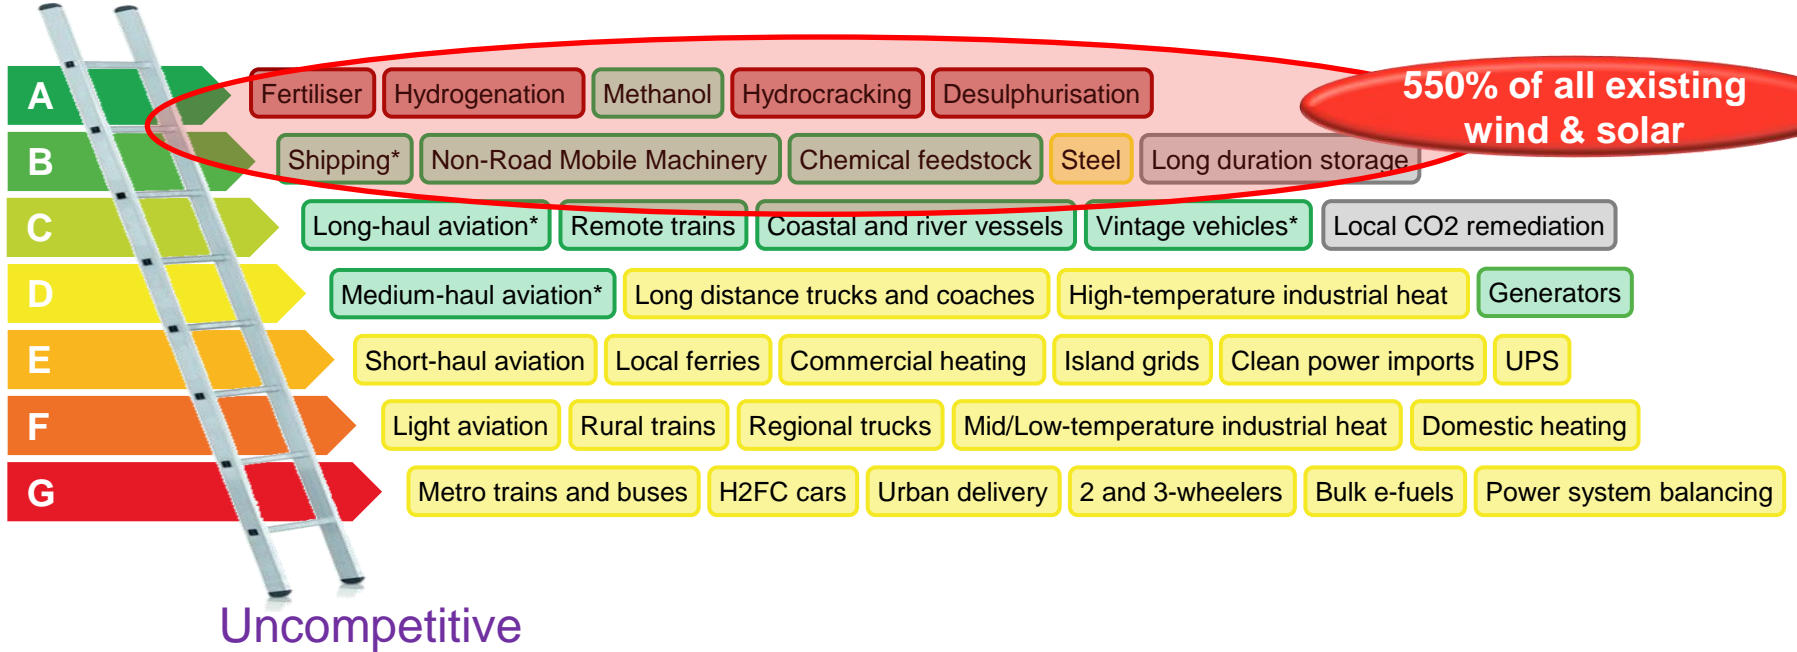 A Fertiliser Hydrogenation Methanol Hydrocracking Desulphurisation
550% of all existing
wind & solar
B Shipping* Non-Road Mobile Machinery Chemical feedstock Steel Long duration storage
C Long-haul aviation* Remote trains Coastal and river vessels Vintage vehicles* Local CO2 remediation
D Medium-haul aviation* Long distance trucks and coaches High-temperature industrial heat Generators
E Short-haul aviation Local ferries Commercial heating Island grids Clean power imports UPS
F Light aviation Rural trains Regional trucks Mid/Low-temperature industrial heat Domestic heating
G Metro trains and buses H2FC cars Urban delivery 2 and 3-wheelers Bulk e-fuels Power system balancing
Uncompetitive